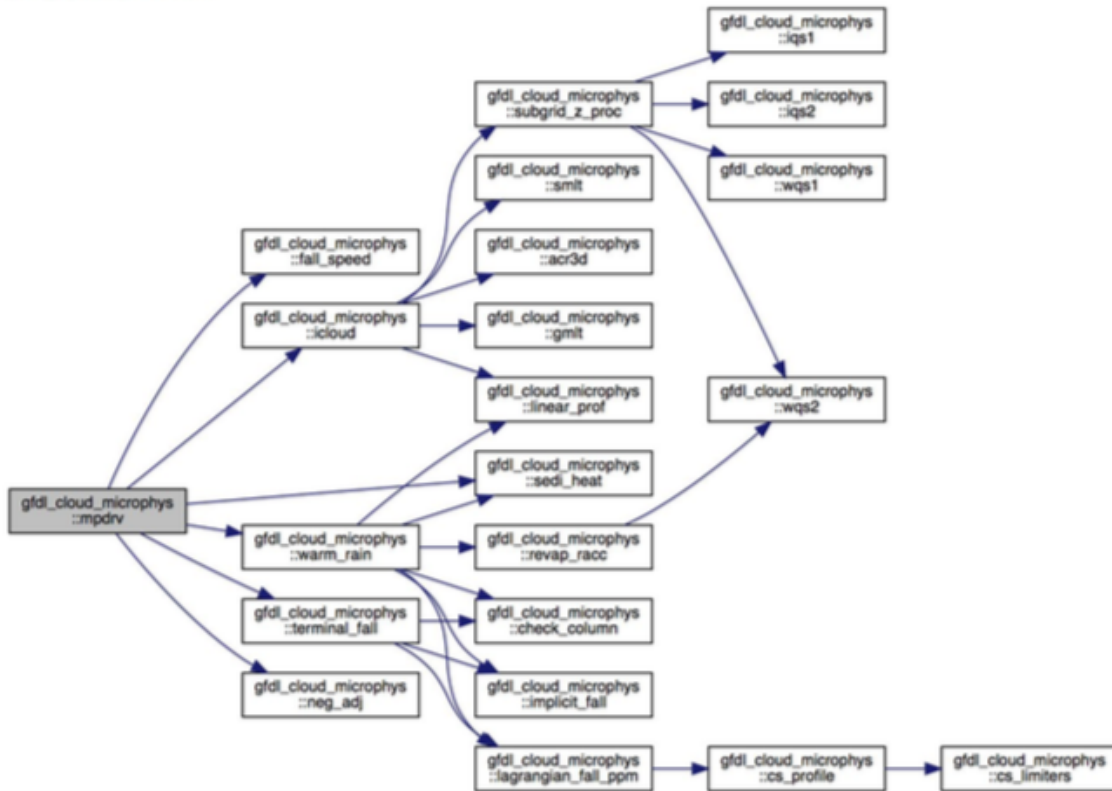 gfdl_cloud_microphys
::iqs1
gfdl_cloud_microphys
::subgrid_z_proc
gfdl_cloud_microphys
::iqs2
gfdl_cloud_microphys
::smlt
gfdl_cloud_microphys
::wqs1
gfdl_cloud_microphys
::fall_speed
gfdl_cloud_microphys
::acr3d
gfdl_cloud_microphys
::icloud
gfdl_cloud_microphys
::gmlt
gfdl_cloud_microphys
::linear_prof
gfdl_cloud_microphys
::wqs2
gfdl_cloud_microphys
::sedi_heat
gfdl_cloud_microphys
::mpdrv
gfdl_cloud_microphys
::warm_rain
gfdl_cloud_microphys
::revap_racc
gfdl_cloud_microphys
::terminal_fall
gfdl_cloud_microphys
::check_column
gfdl_cloud_microphys
::neg_adj
gfdl_cloud_microphys
::implicit_fall
gfdl_cloud_microphys
::lagrangian_fall_ppm
gfdl_cloud_microphys
::cs_profile
gfdl_cloud_microphys
::cs_limiters